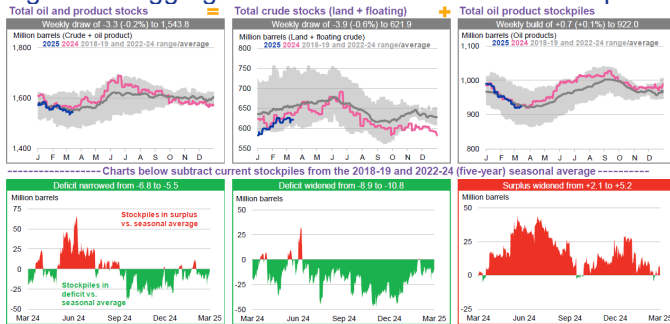 Total oil and product stocks
=
Weekly draw of -3.3 (-0.2%) to 1,543.8
Million barrels (Crude + oil product)
2025 2024 2018-19 and 2022-24 range/average
1,800
1,600
1,400
J F M A M J J A S O N D
Total crude stocks (land + floating)
+
Weekly draw of -3.9 (-0.6%) to 621.9
Million barrels (Land + floating crude)
2025 2024 2018-19 and 2022-24 range/average
800
750
700
650
600
550
J F M A M J J A S O N D
Total oil product stockpiles
Weekly build of +0.7 (+0.1%) to 922.0
Million barrels (Oil products)
2025 2024 2018-19 and 2022-24 range/average
1,100
1,000
900
800
J F M A M J J A S O N D
Charts below subtract current stockpiles from the 2018-19 and 2022-24 (five-year) seasonal average
Deficit narrowed from -6.8 to -5.5
Million barrels
75
50
25
0
-25
-50
Stockpiles in surplus
vs. seasonal average
Stockpiles in
deficit vs.
seasonal average
Mar 24 Jun 24 Sep 24 Dec 24 Mar 25
Deficit widened from -8.9 to -10.8
Million barrels
50
25
0
-25
-50
Mar 24 Jun 24 Sep 24 Dec 24 Mar 25
Surplus widened from +2.1 to +5.2
Million barrels
50
25
0
-25
Mar 24 Jun 24 Sep 24 Dec 24 Mar 25